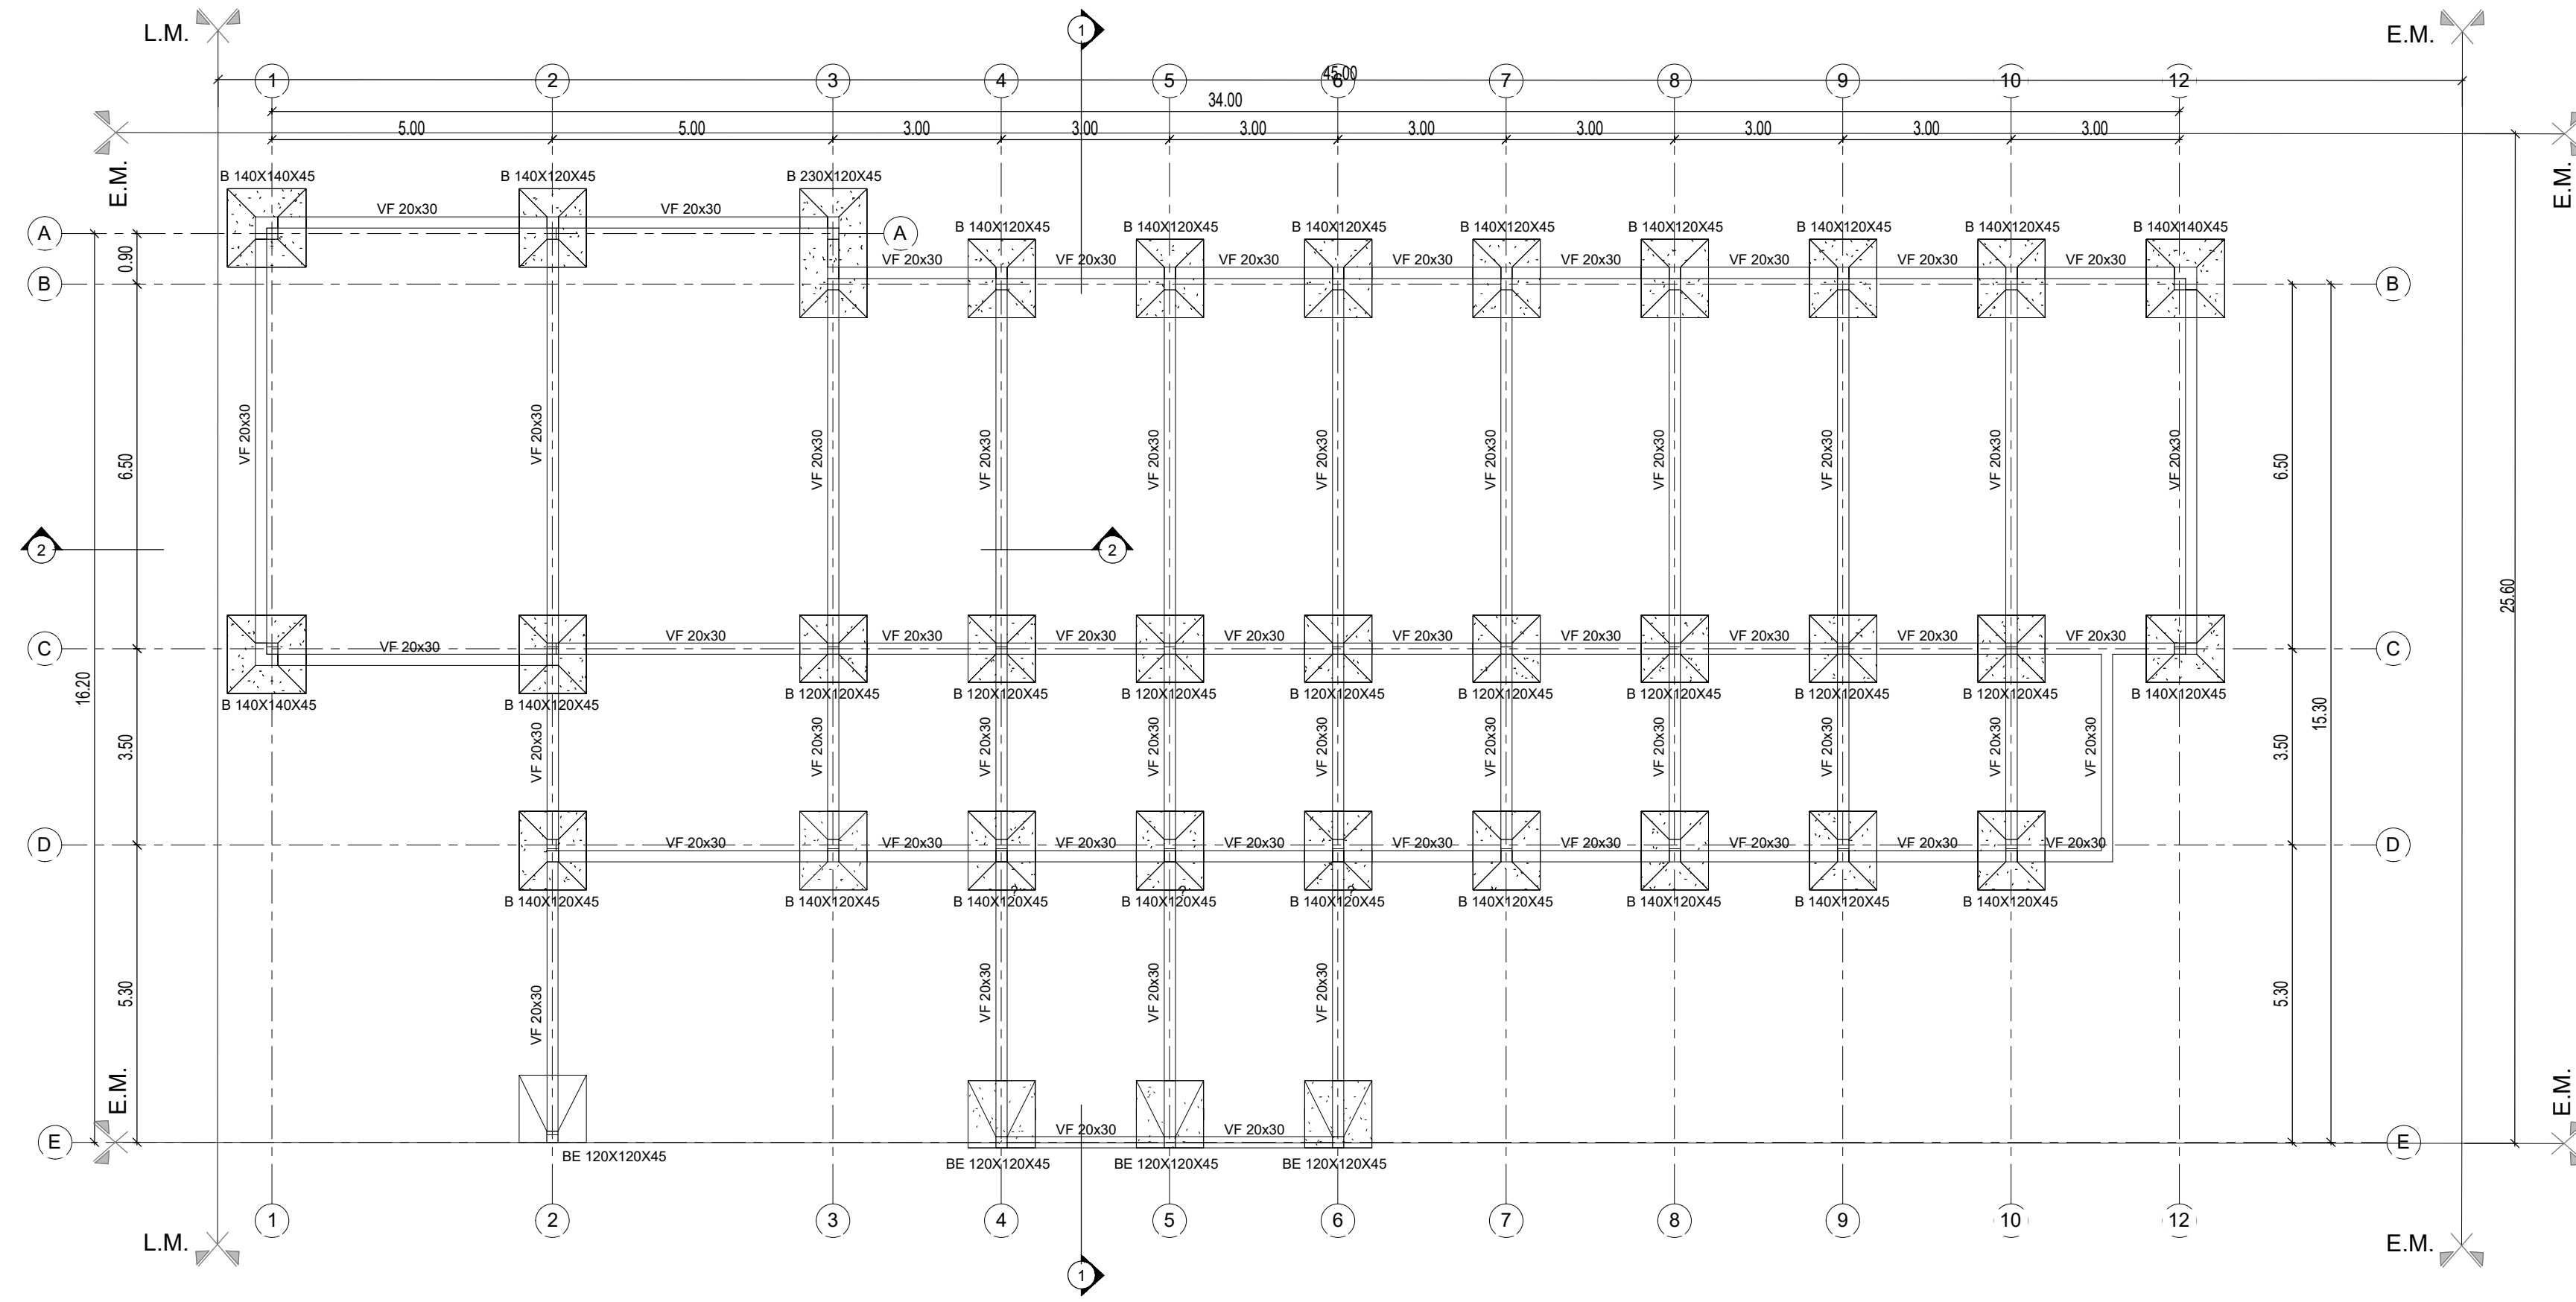 L.M.
1
E.M.
1 2 3 4 5 6 7 8 9 10 12
45.00
34.00
5.00 5.00 3.00 3.00 3.00 3.00 3.00 3.00 3.00 3.00
E.M. E.M.
B 140X140X45 B 140X120X45 B 230X120X45
VF 20x30 VF 20x30
A A
B 140X120X45 B 140X120X45 B 140X120X45 B 140X120X45 B 140X120X45 B 140X120X45 B 140X120X45 B 140X140X45
0.90
VF 20x30 VF 20x30 VF 20x30 VF 20x30 VF 20x30 VF 20x30 VF 20x30 VF 20x30
B B
VF 20x30 VF 20x30 VF 20x30 VF 20x30 VF 20x30 VF 20x30 VF 20x30 VF 20x30 VF 20x30 VF 20x30 VF 20x30
6.50 6.50
2 2
25.60
VF 20x30 VF 20x30 VF 20x30 VF 20x30 VF 20x30 VF 20x30 VF 20x30 VF 20x30 VF 20x30 VF 20x30
C C
16.20
B 140X140X45 B 140X120X45 B 120X120X45 B 120X120X45 B 120X120X45 B 120X120X45 B 120X120X45 B 120X120X45 B 120X120X45 B 120X120X45 B 140X120X45
15.30
3.50 3.50
VF 20x30 VF 20x30 VF 20x30 VF 20x30 VF 20x30 VF 20x30 VF 20x30 VF 20x30 VF 20x30 VF 20x30
VF 20x30 VF 20x30 VF 20x30 VF 20x30 VF 20x30 VF 20x30 VF 20x30 VF 20x30 VF 20x30
D D
? ? ?
B 140X120X45 B 140X120X45 B 140X120X45 B 140X120X45 B 140X120X45 B 140X120X45 B 140X120X45 B 140X120X45 B 140X120X45
5.30 5.30
VF 20x30 VF 20x30 VF 20x30 VF 20x30
E.M. E.M.
VF 20x30 VF 20x30
E E
BE 120X120X45 BE 120X120X45 BE 120X120X45 BE 120X120X45
1 2 3 4 5 6 7 8 9 10 12
L.M. E.M.
1